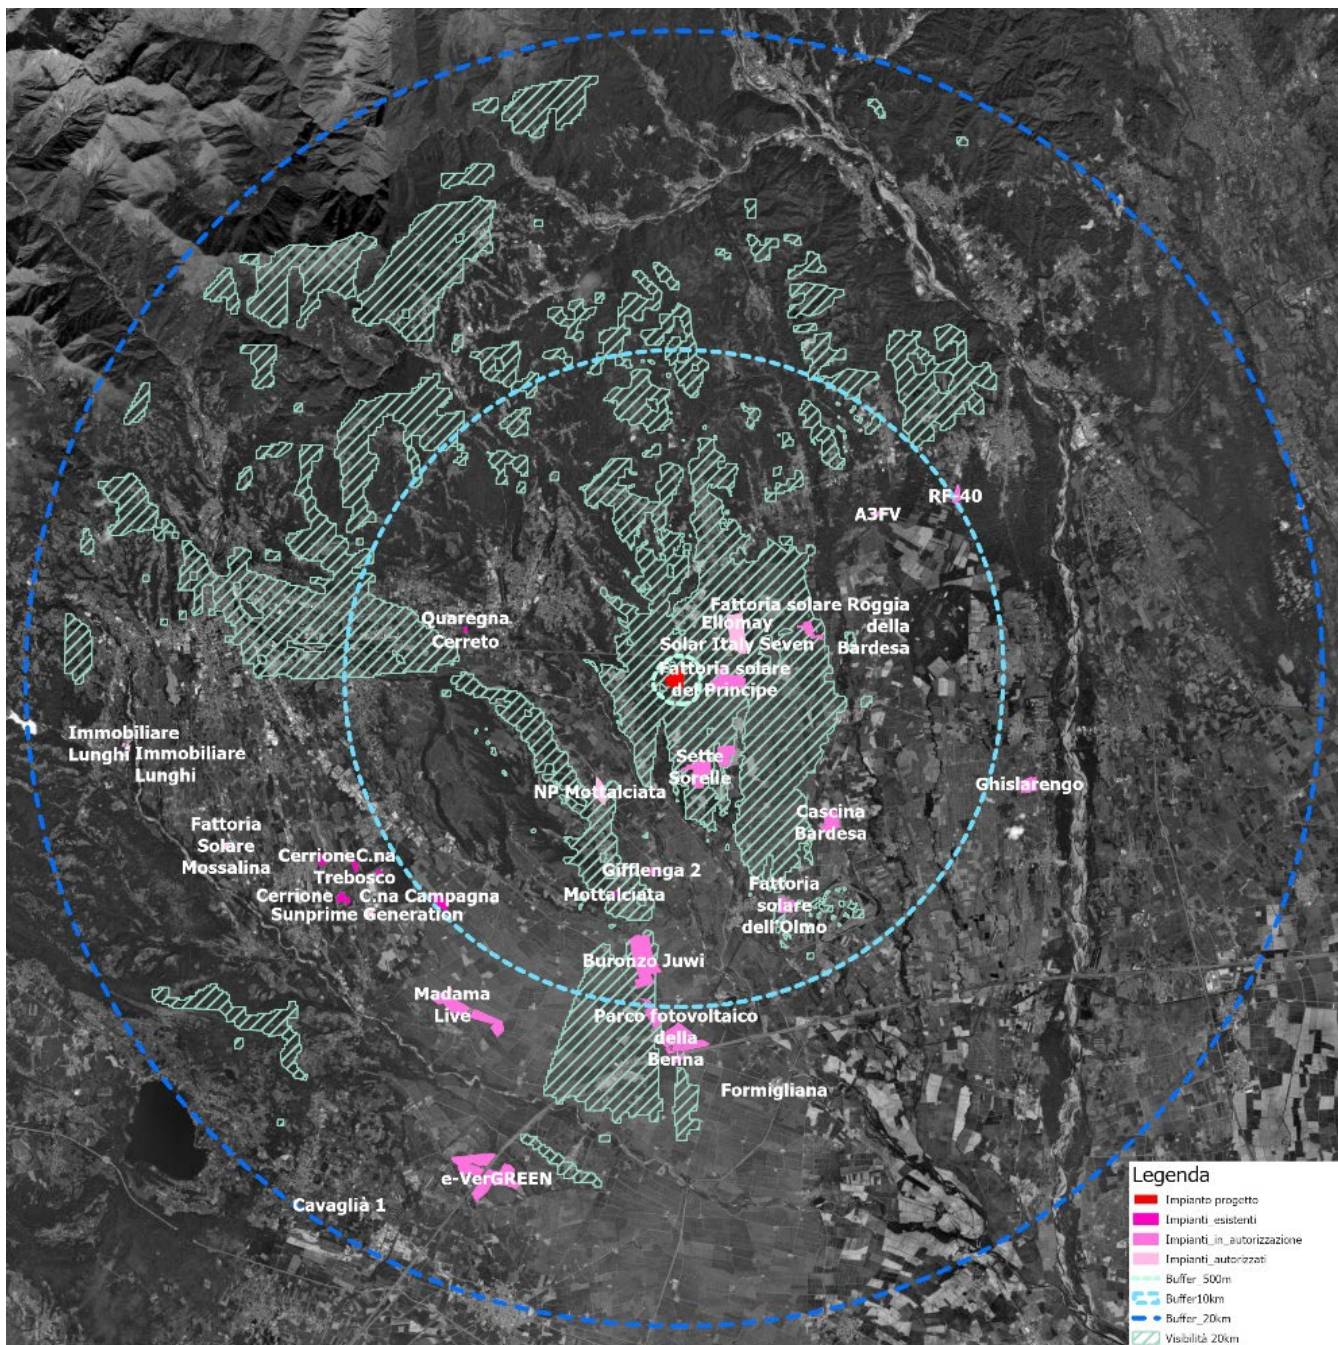 RF-40
A3FV
Fattoria solare Roggia
della
Bardesa
Ellomay
Solar Italy Seven
Quaregna
Cerreto
Fattoria solare
del Principe
Immobiliare
Lunghi
Immobiliare
Lunghi
Sette
Sorelle
NP Mottalciata
Ghislarengo
Cascina
Bardesa
Fattoria
Solare
Mossalina
Cerrione
C.na
Trebosco
Gifflenga 2
Cerrione
C.na Campagna
Sunprime Generation
Mottalciata
Fattoria
solare
dell'Olmo
Buronzo Juwi
Madama
Live
Parco fotovoltaico
della
Benna
Formigliana
e-VerGREEN
Cavaglià 1
Legenda
Impianto progetto
Impianti_esistenti
Impianti_in_autorizzazione
Impianti_autorizzati
Buffer_500m
Buffer10km
Buffer_20km
Visibilità 20km